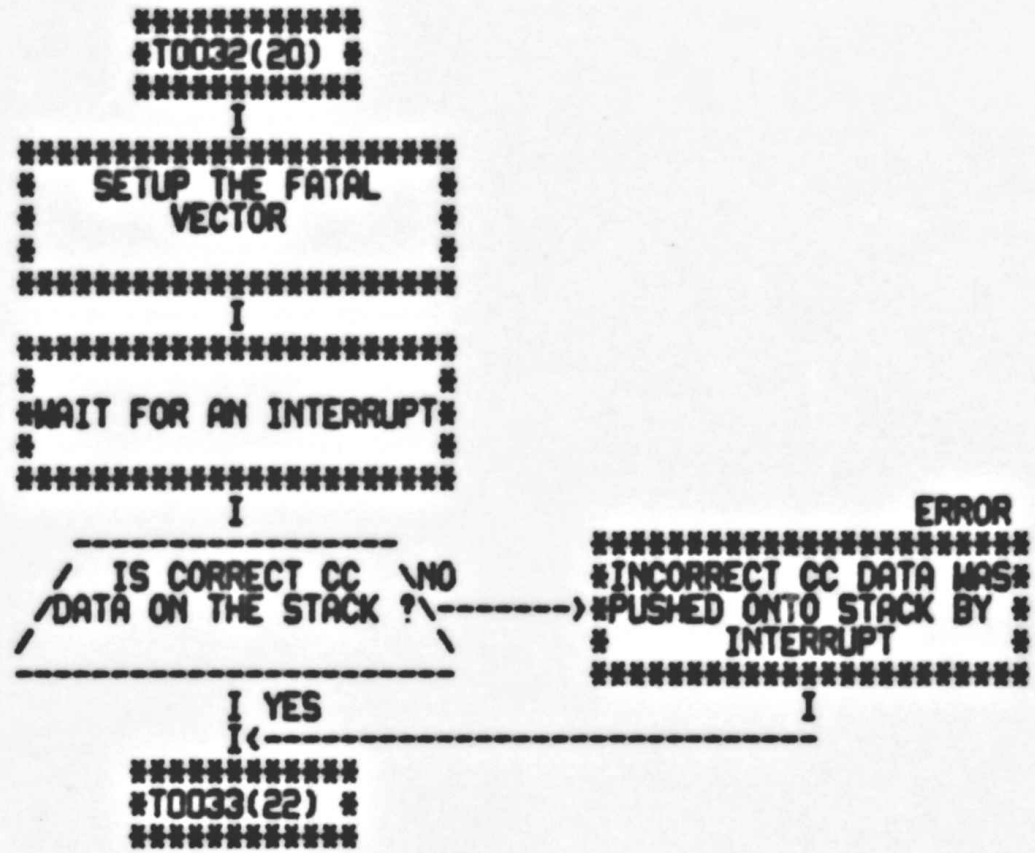 ************
*T0032(20) *
************
I
***********************
* SETUP THE FATAL *
* VECTOR *
* *
***********************
I
***********************
* *
*WAIT FOR AN INTERRUPT*
* *
***********************
I
ERROR
-----------------
***********************
/ IS CORRECT CC \NO
*INCORRECT CC DATA WAS*
/DATA ON THE STACK ?\------->*PUSHED ONTO STACK BY *
/ \
* INTERRUPT *
-----------------------
***********************
I YES
I
I<-----------------------------
************
*T0033(22) *
************